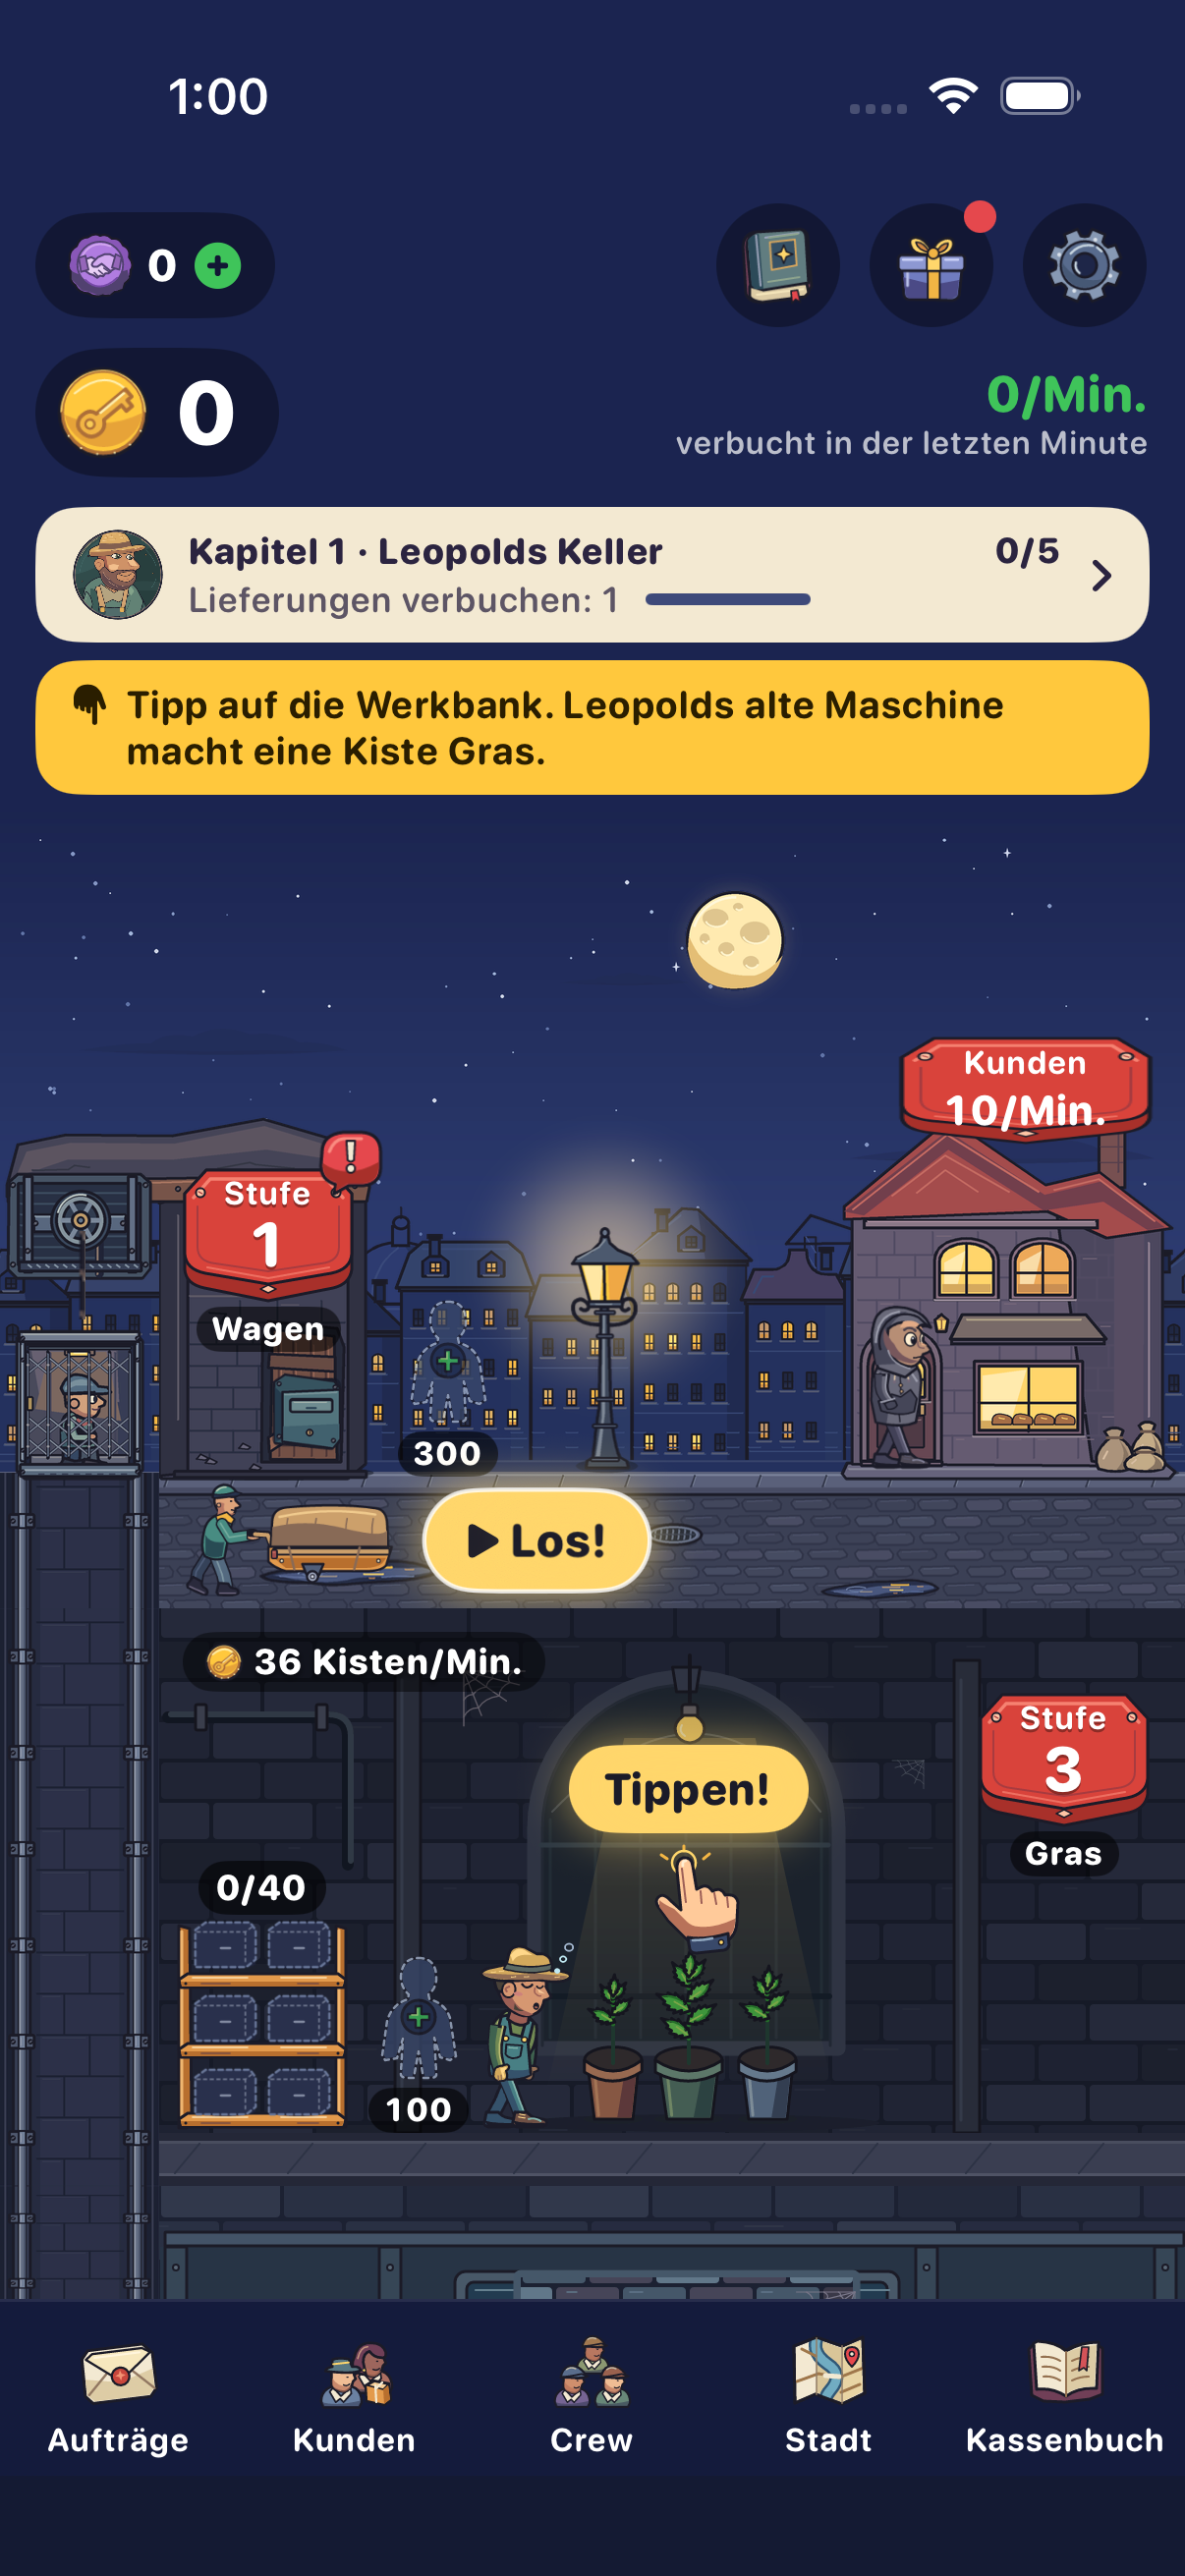 1:00
0
0
0/Min.
verbucht in der letzten Minute
Kapitel 1 · Leopolds Keller
0/5
Lieferungen verbuchen: 1
Tipp auf die Werkbank. Leopolds alte Maschine
macht eine Kiste Gras.
Kunden
10/Min.
!
Stufe
1
Wagen
300
Los!
36 Kisten/Min.
Tippen!
Stufe
3
Gras
0/40
100
Aufträge
Kunden
Crew
Stadt
Kassenbuch